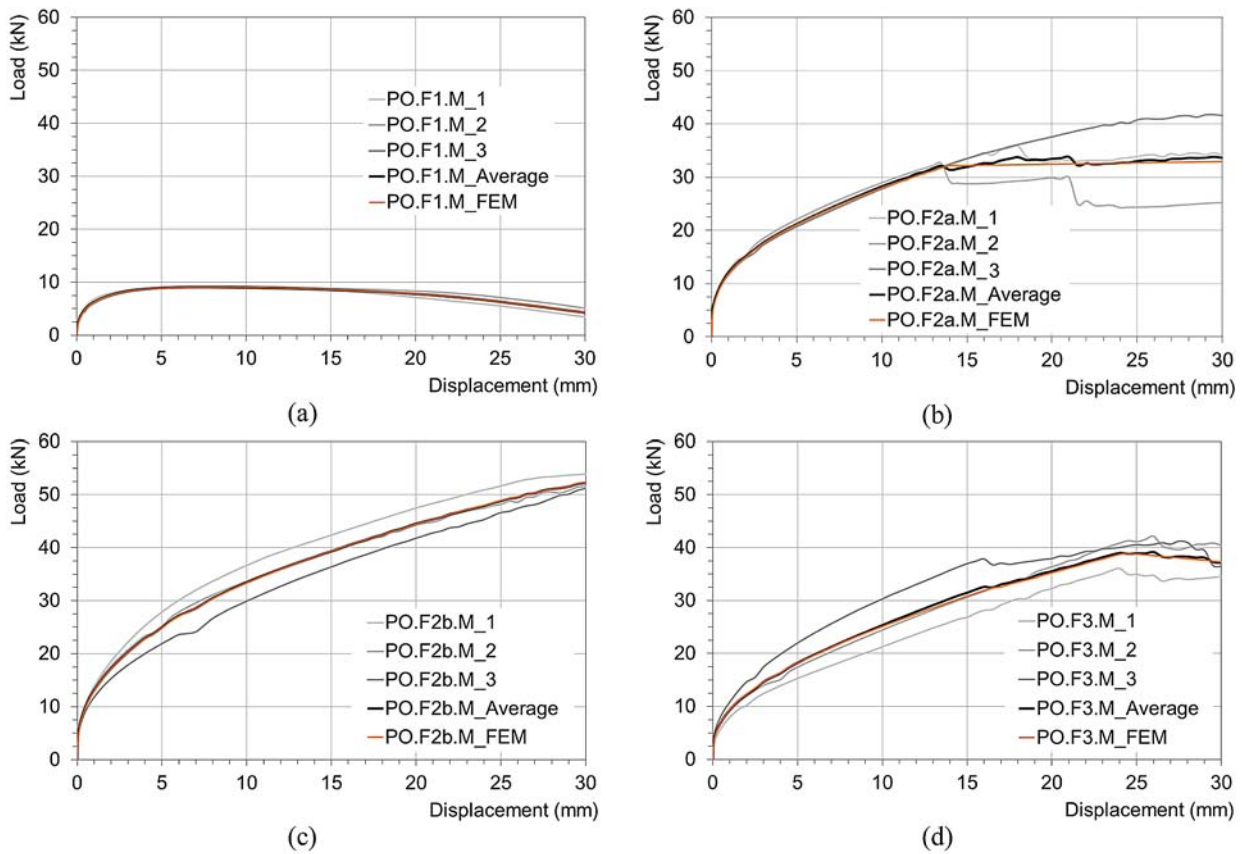 Load (kN)
60
50
40
30
20
10
0
PO.F1.M_1
PO.F1.M_2
PO.F1.M_3
PO.F1.M_Average
PO.F1.M_FEM
0 5 10 15 20 25 30
Displacement (mm)
(a)
Load (kN)
60
50
40
30
20
10
0
PO.F2a.M_1
PO.F2a.M_2
PO.F2a.M_3
PO.F2a.M_Average
PO.F2a.M_FEM
0 5 10 15 20 25 30
Displacement (mm)
(b)
Load (kN)
60
50
40
30
20
10
0
PO.F2b.M_1
PO.F2b.M_2
PO.F2b.M_3
PO.F2b.M_Average
PO.F2b.M_FEM
0 5 10 15 20 25 30
Displacement (mm)
(c)
Load (kN)
60
50
40
30
20
10
0
PO.F3.M_1
PO.F3.M_2
PO.F3.M_3
PO.F3.M_Average
PO.F3.M_FEM
0 5 10 15 20 25 30
Displacement (mm)
(d)